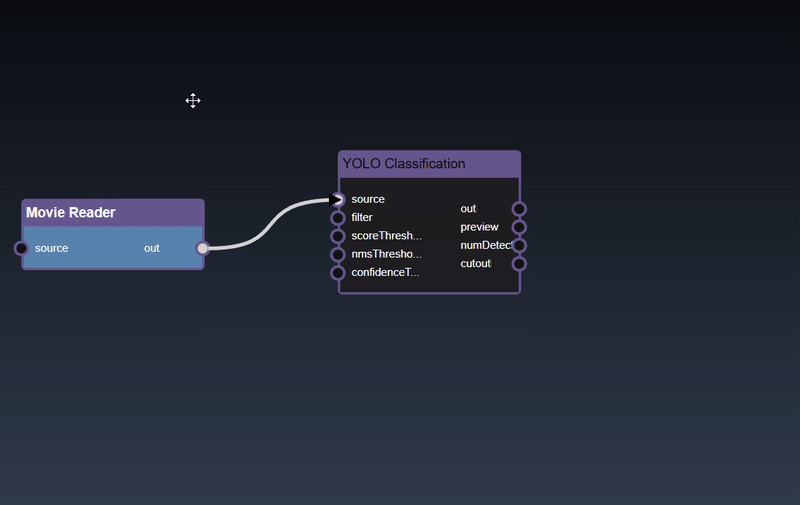 YOLO Classification
source
filter
scoreThresh...
nmsThresho...
confidenceT...
out
preview
numDetect
cutout
Movie Reader
source
out